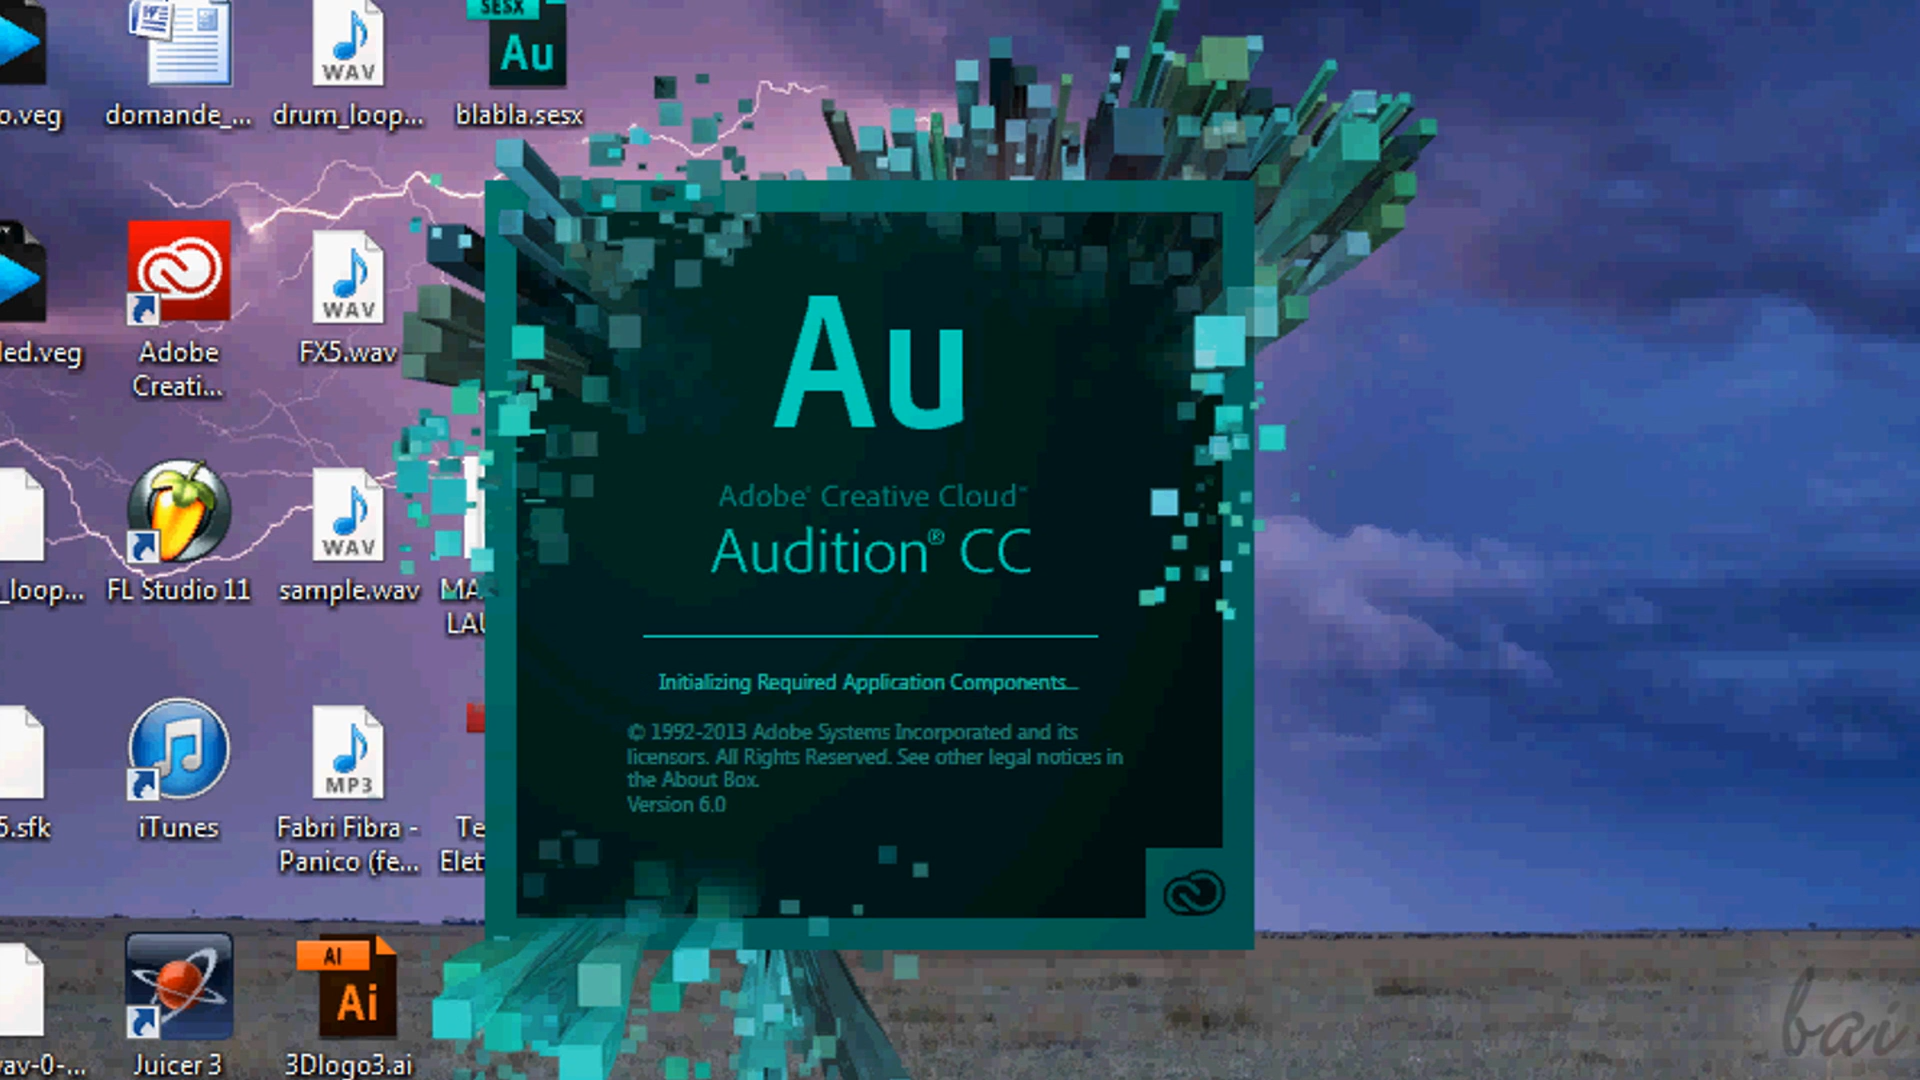 SESX
Au
WAV
o.veg
domande_...
drum_loop...
blabla.sesx
WAV
led.veg
Adobe
Creati...
FX5.wav
WAV
_loop...
FL Studio 11
sample.wav
MA
LAU
MP3
5.sfk
iTunes
Fabri Fibra -
Panico (fe...
Te
Elet
AI
Ai
vav-0-...
Juicer 3
3Dlogo3.ai
Au
Adobe® Creative Cloud™
Audition® CC
Initializing Required Application Components...
© 1992-2013 Adobe Systems Incorporated and its
licensors. All Rights Reserved. See other legal notices in
the About Box.
Version 6.0
bai